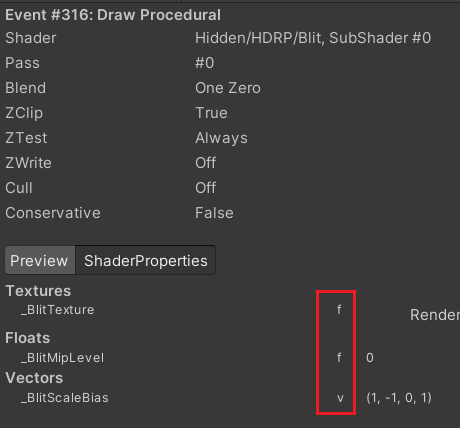 Event #316: Draw Procedural
Shader Hidden/HDRP/Blit, SubShader #0
Pass #0
Blend One Zero
ZClip True
ZTest Always
ZWrite Off
Cull Off
Conservative False
Preview ShaderProperties
Textures
_BlitTexture f Render
Floats
_BlitMipLevel f 0
Vectors
_BlitScaleBias v (1, -1, 0, 1)